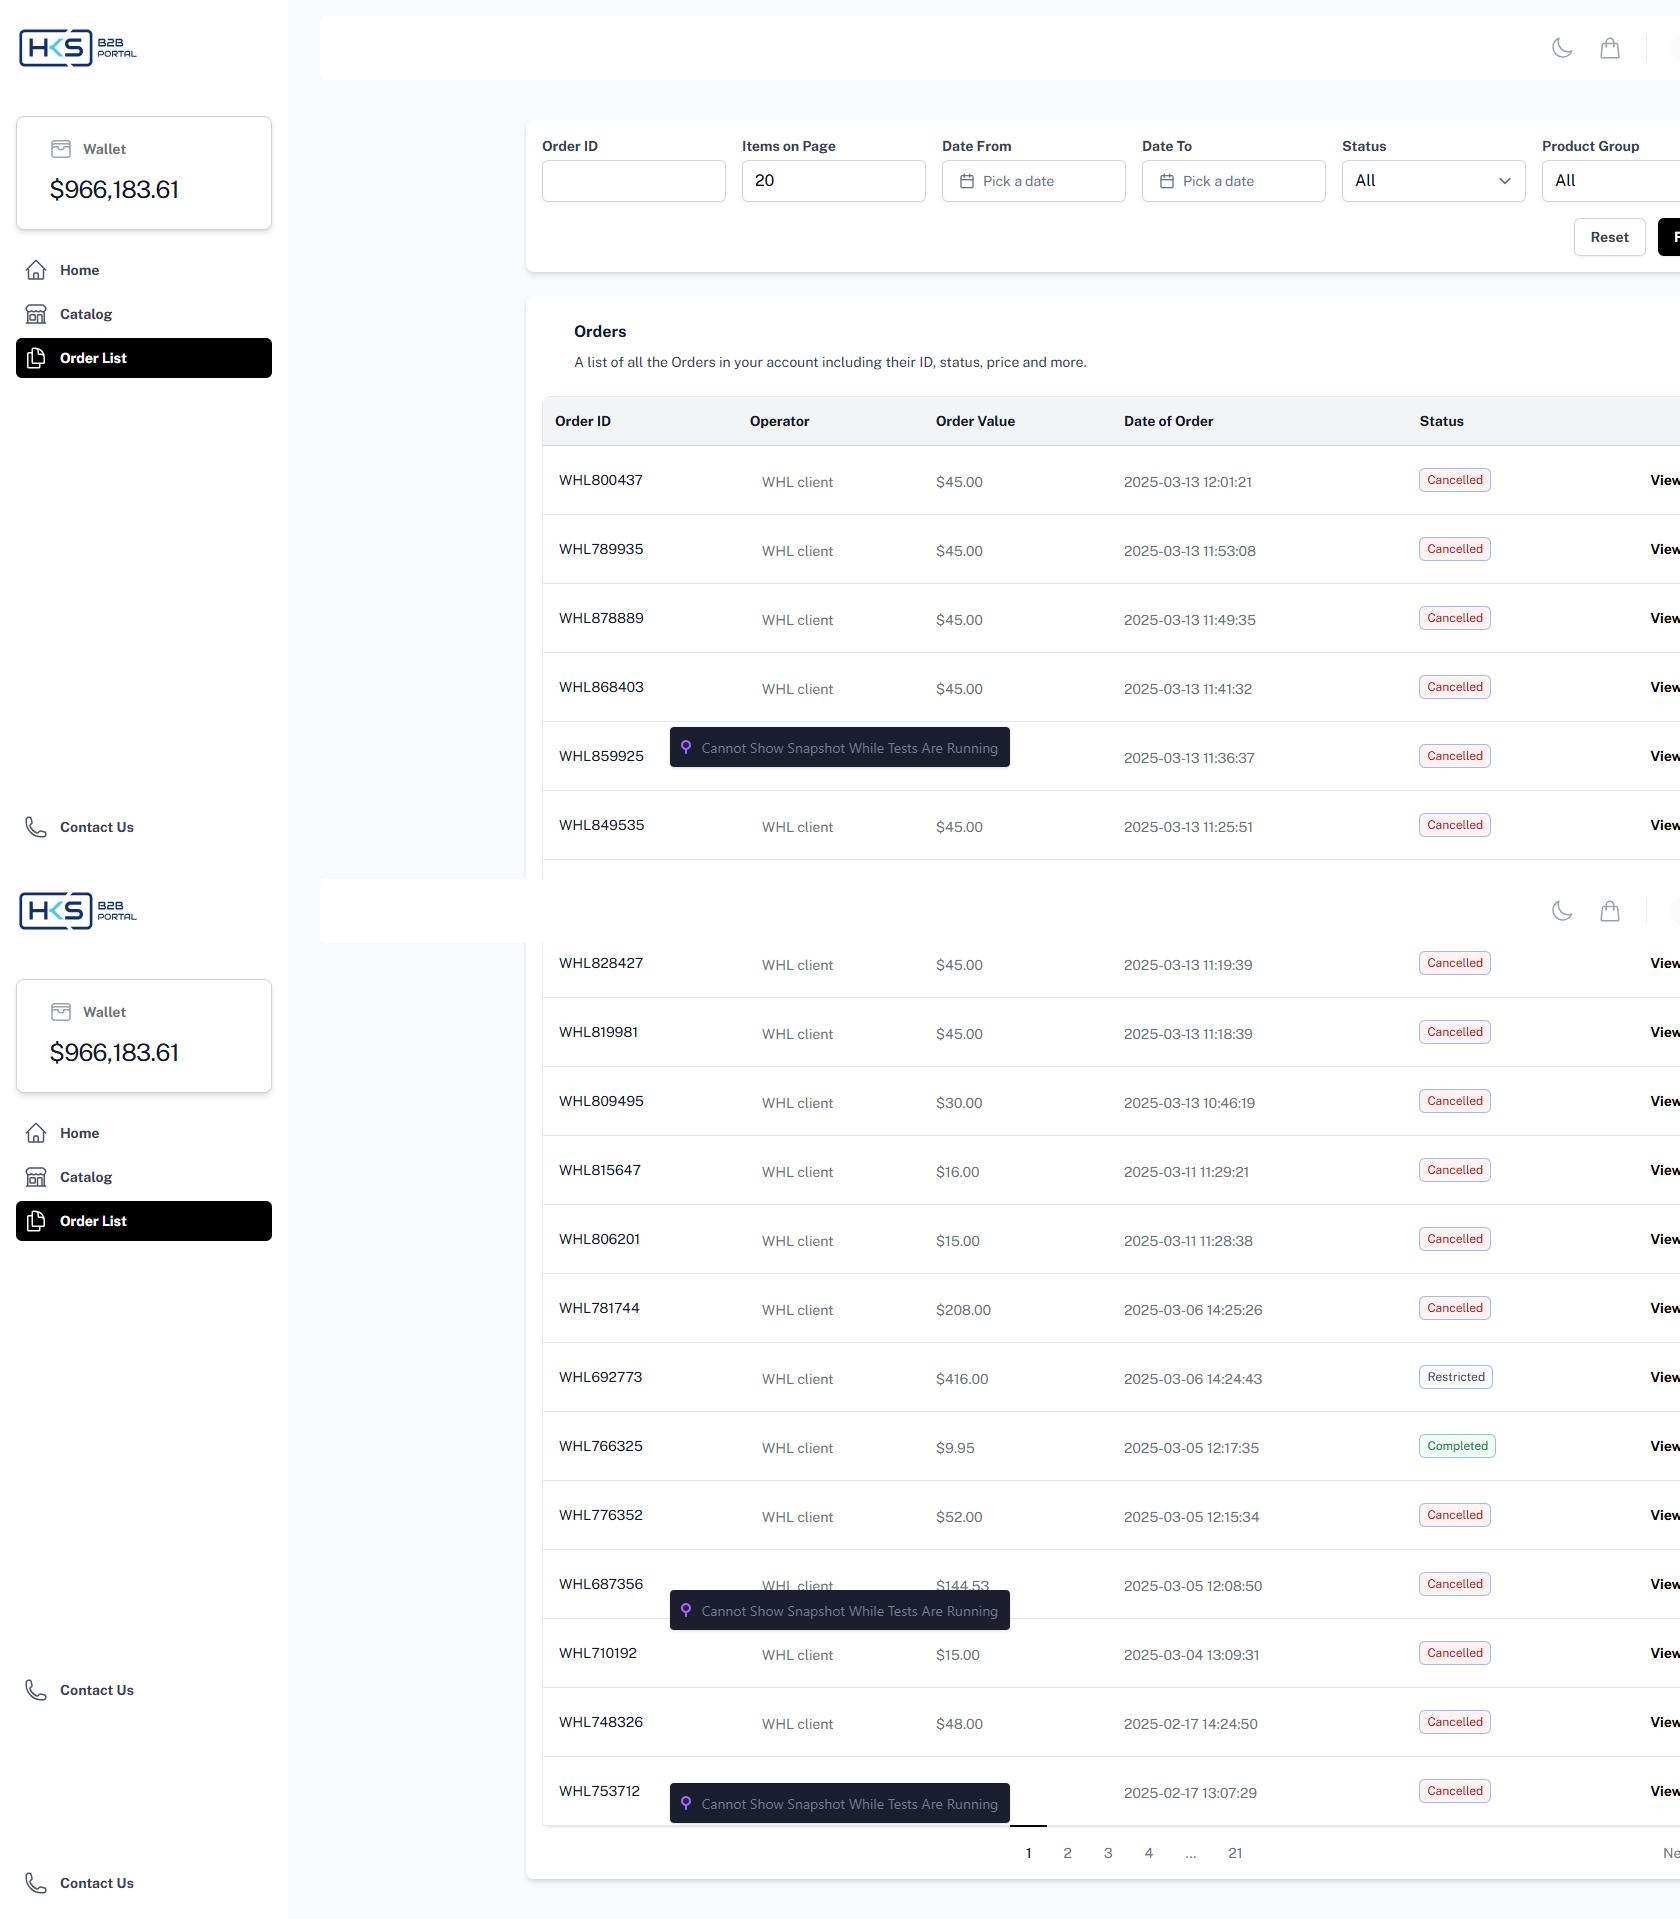 HKS B2B PORTAL
Wallet
$966,183.61
Home
Catalog
Order List
Contact Us
Order ID Items on Page Date From Date To Status Product Group
20 Pick a date Pick a date All All
Reset
Orders
A list of all the Orders in your account including their ID, status, price and more.
Order ID Operator Order Value Date of Order Status
WHL800437 WHL client $45.00 2025-03-13 12:01:21 Cancelled View
WHL789935 WHL client $45.00 2025-03-13 11:53:08 Cancelled View
WHL878889 WHL client $45.00 2025-03-13 11:49:35 Cancelled View
WHL868403 WHL client $45.00 2025-03-13 11:41:32 Cancelled View
Cannot Show Snapshot While Tests Are Running
WHL859925 2025-03-13 11:36:37 Cancelled View
WHL849535 WHL client $45.00 2025-03-13 11:25:51 Cancelled View
HKS B2B PORTAL
Wallet
$966,183.61
Home
Catalog
Order List
Contact Us
WHL828427 WHL client $45.00 2025-03-13 11:19:39 Cancelled View
WHL819981 WHL client $45.00 2025-03-13 11:18:39 Cancelled View
WHL809495 WHL client $30.00 2025-03-13 10:46:19 Cancelled View
WHL815647 WHL client $16.00 2025-03-11 11:29:21 Cancelled View
WHL806201 WHL client $15.00 2025-03-11 11:28:38 Cancelled View
WHL781744 WHL client $208.00 2025-03-06 14:25:26 Cancelled View
WHL692773 WHL client $416.00 2025-03-06 14:24:43 Restricted View
WHL766325 WHL client $9.95 2025-03-05 12:17:35 Completed View
WHL776352 WHL client $52.00 2025-03-05 12:15:34 Cancelled View
WHL687356 WHL client $144.53 2025-03-05 12:08:50 Cancelled View
Cannot Show Snapshot While Tests Are Running
WHL710192 WHL client $15.00 2025-03-04 13:09:31 Cancelled View
WHL748326 WHL client $48.00 2025-02-17 14:24:50 Cancelled View
WHL753712 2025-02-17 13:07:29 Cancelled View
Cannot Show Snapshot While Tests Are Running
1 2 3 4 ... 21
Contact Us